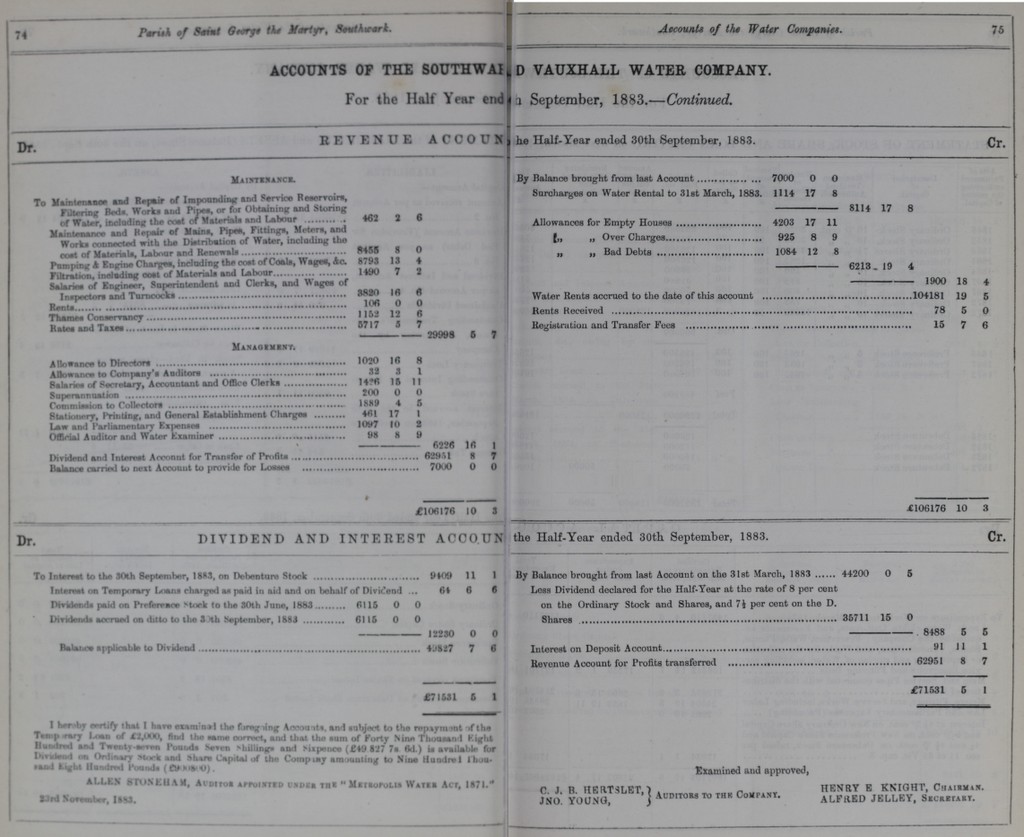 74 Parish of Saint George the Martyr, Southwark.
ACCOUNTS OF THE SOUTHWA
For the Half Year end
Dr. REVENUE ACCOUN
MAINTENANCE.
To Maintenance and Repair of Impounding and Service Reservoirs,
Filtering Beds, Works and Pipes, or for Obtaining and Storing
of Water, including the cost of Materials and Labour .......... 462 2 6
Maintenance and Repair of Mains, Pipes, Fittings, Meters, and
Works connected with the Distribution of Water, including the
cost of Materials, Labour and Renewals .......... 8455 8 0
Pumping & Engine Charges, including the cost of Coals, Wages, &c. 8793 13 4
Filtration, including cost of Materials and Labour .......... 1490 7 2
Salaries of Engineer, Superintendent and Clerks, and Wages of
Inspectors and Turncocks .......... 3820 16 6
Rents .......... 106 0 0
Thames Conservancy .......... 1152 12 6
Rates and Taxes .......... 5717 5 7
29998 5 7
MANAGEMENT.
Allowance to Directors .......... 1020 16 8
Allowance to Company's Auditors .......... 32 3 1
Salaries of Secretary, Accountant and Office Clerks .......... 1426 15 11
Superannuation .......... 200 0 0
Commission to Collectors .......... 1889 4 5
Stationery, Printing, and General Establishment Charges .......... 461 17 1
Law and Parliamentary Expenses .......... 1097 10 2
Official Auditor and Water Examiner .......... 98 8 9
6226 16 1
Dividend and Interest Account for Transfer of Profits .......... 62951 8 7
Balance carried to next Account to provide for Losses .......... 7000 0 0
£106176 10 3
Dr. DIVIDEND AND INTEREST ACCOUN
To Interest to the 30th September, 1883, on Debenture Stock .......... 9409 11 1
Interest on Temporary Loans charged as paid in aid and on behalf of Dividend ... 64 6 6
Dividends paid on Preference Stock to the 30th June, 1883 .......... 6115 0 0
Dividends accrued on ditto to the 30th September, 1883 .......... 6115 0 0
12230 0 0
Balance applicable to Dividend .......... 49827 7 6
£71531 5 1
I hereby certify that I have examined the foregoing Accounts, and subject to the repayment of the
Temporary Loan of £2,000, find the same correct, and that the sum of Forty Nine Thousand Eight
Hundred and Twenty-seven Pounds Seven Shillings and Sixpence (£49.827 7s. 6d.) is available for
Dividend on Ordinary Stock and Share Capital of the Company amounting to Nine Hundred Thou-
sand Eight Hundred Pounds
ALLEN STONEHAM, AUDITOR APPOINTED UNDER THE "METROPOLIS WATER ACT, 1871."
23rd November, 1883.
Accounts of the Water Companies. 75
D VAUXHALL WATER COMPANY.
September, 1883.—Continued.
he Half-Year ended 30th September, 1883. Cr.
By Balance brought from last Account .......... 7000 0 0
Surcharges on Water Rental to 31st March, 1883. 1114 17 8
8114 17 8
Allowances for Empty Houses .......... 4203 17 11
„ „ Over Charges .......... 925 8 9
„ „ Bad Debts .......... 1084 12 8
6213 19 4
1900 18 4
Water Rents accrued to the date of this account .......... 104181 19 5
Rents Received .......... 78 5 0
Registration and Transfer Fees .......... 15 7 6
£106176 10 3
the Half-Year ended 30th September, 1883. Cr.
By Balance brought from last Account on the 31st March, 1883 ...... 44200 0 5
Less Dividend declared for the Half-Year at the rate of 8 per cent
on the Ordinary Stock and Shares, and 7½ per cent on the D.
Shares .......... 35711 15 0
8488 5 5
Interest on Deposit Account .......... 91 11 1
Revenue Account for Profits transferred .......... 62951 8 7
£71531 5 1
Examined and approved,
C. J. B. HERTSLET, } AUDITORS TO THE COMPANY. HENRY E KNIGHT, CHAIRMAN.
JNO. YOUNG, } ALFRED JELLEY, SECRETARY.